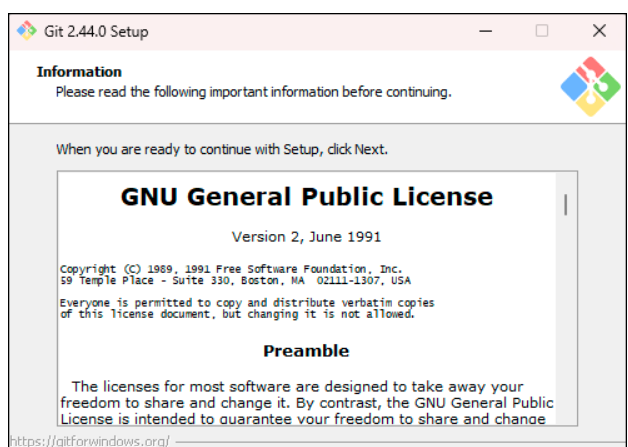 Git 2.44.0 Setup
Information
Please read the following important information before continuing.
When you are ready to continue with Setup, click Next.
GNU General Public License
Version 2, June 1991
Copyright (C) 1989, 1991 Free Software Foundation, Inc.
59 Temple Place - Suite 330, Boston, MA  02111-1307, USA
Everyone is permitted to copy and distribute verbatim copies
of this license document, but changing it is not allowed.
Preamble
The licenses for most software are designed to take away your
freedom to share and change it. By contrast, the GNU General Public
License is intended to guarantee your freedom to share and change
https://gitforwindows.org/